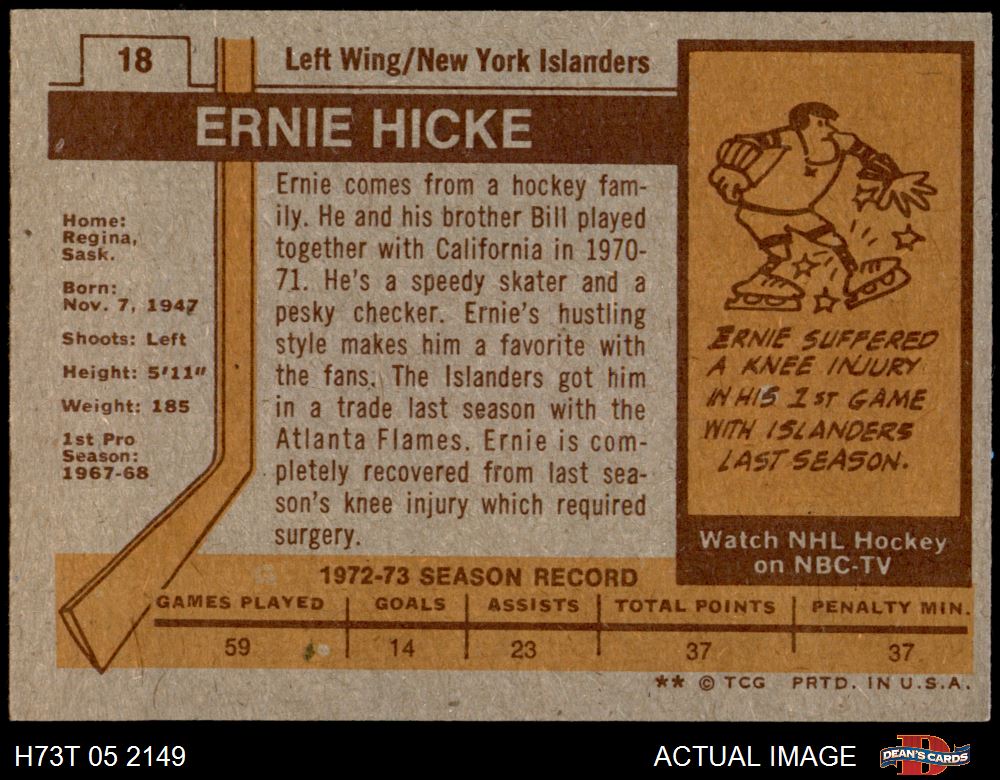 18
Left Wing/New York Islanders
ERNIE HICKE
Home:
Regina,
Sask.
Born:
Nov. 7, 1947
Shoots: Left
Height: 5'11"
Weight: 185
1st Pro
Season:
1967-68
Ernie comes from a hockey fam-
ily. He and his brother Bill played
together with California in 1970-
71. He's a speedy skater and a
pesky checker. Ernie's hustling
style makes him a favorite with
the fans. The Islanders got him
in a trade last season with the
Atlanta Flames. Ernie is com-
pletely recovered from last sea-
son's knee injury which required
surgery.
ERNIE SUFFERED
A KNEE INJURY
IN HIS 1ST GAME
WITH ISLANDERS
LAST SEASON.
Watch NHL Hockey
on NBC-TV
1972-73 SEASON RECORD
GAMES PLAYED GOALS ASSISTS TOTAL POINTS PENALTY MIN.
59 14 23 37 37
** © TCG PRTD. IN U.S.A.
H73T 05 2149 ACTUAL IMAGE
D
DEAN'S CARDS